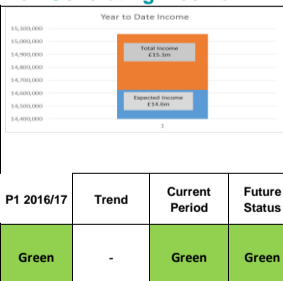 Year to Date Income
15,100,000
15,000,000
14,900,000
14,800,000
14,700,000
14,600,000
14,500,000
14,400,000
Total Income
£15.5m
Expected Income
£14.6m
1
P1 2016/17 Trend Current Period Future Status
Green - Green Green